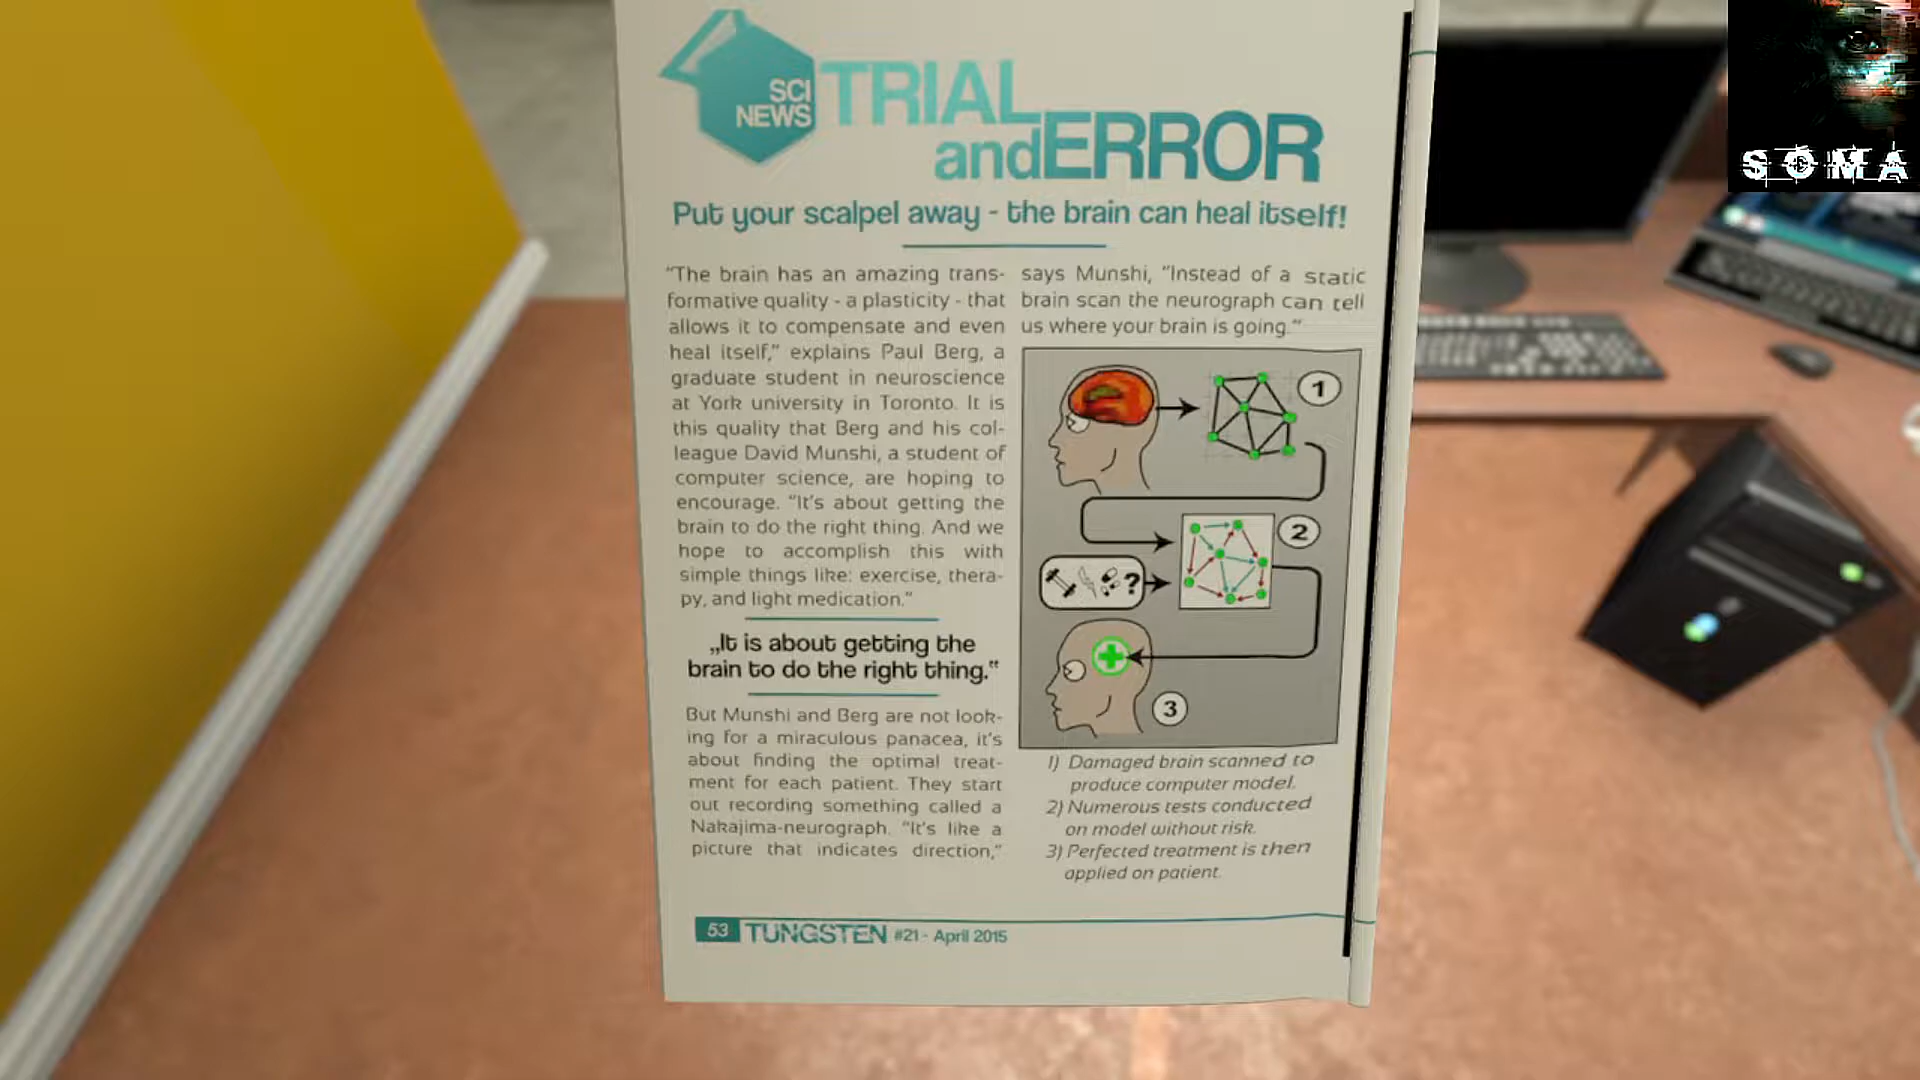 SCI
NEWS
TRIAL
andERROR
Put your scalpel away - the brain can heal itself!
"The brain has an amazing trans-
formative quality - a plasticity - that
allows it to compensate and even
heal itself," explains Paul Berg, a
graduate student in neuroscience
at York university in Toronto. It is
this quality that Berg and his col-
league David Munshi, a student of
computer science, are hoping to
encourage. "It's about getting the
brain to do the right thing. And we
hope to accomplish this with
simple things like: exercise, thera-
py, and light medication."
„It is about getting the
brain to do the right thing."
But Munshi and Berg are not look-
ing for a miraculous panacea, it's
about finding the optimal treat-
ment for each patient. They start
out recording something called a
Nakajima-neurograph. "It's like a
picture that indicates direction,"
says Munshi, "Instead of a static
brain scan the neurograph can tell
us where your brain is going."
1
2
?
3
1) Damaged brain scanned to
produce computer model.
2) Numerous tests conducted
on model without risk.
3) Perfected treatment is then
applied on patient.
53 TUNGSTEN #21 - April 2015
SOMA